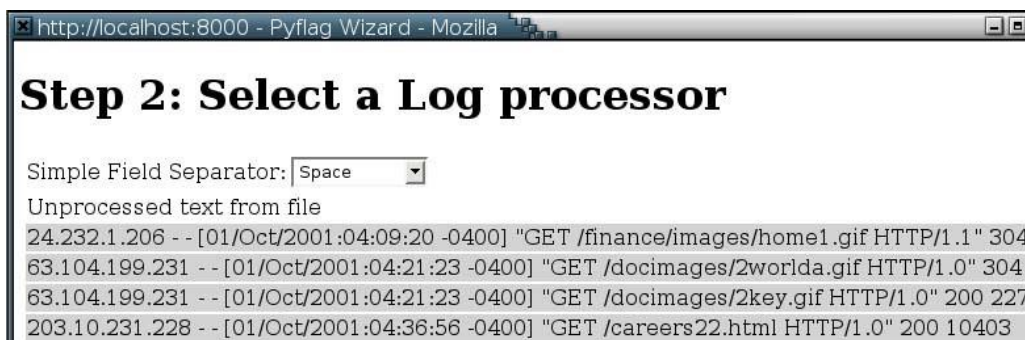 http://localhost:8000 - Pyflag Wizard - Mozilla
Step 2: Select a Log processor
Simple Field Separator: Space
Unprocessed text from file
24.232.1.206 - - [01/Oct/2001:04:09:20 -0400] "GET /finance/images/home1.gif HTTP/1.1" 304
63.104.199.231 - - [01/Oct/2001:04:21:23 -0400] "GET /docimages/2worlda.gif HTTP/1.0" 304
63.104.199.231 - - [01/Oct/2001:04:21:23 -0400] "GET /docimages/2key.gif HTTP/1.0" 200 227
203.10.231.228 - - [01/Oct/2001:04:36:56 -0400] "GET /careers22.html HTTP/1.0" 200 10403